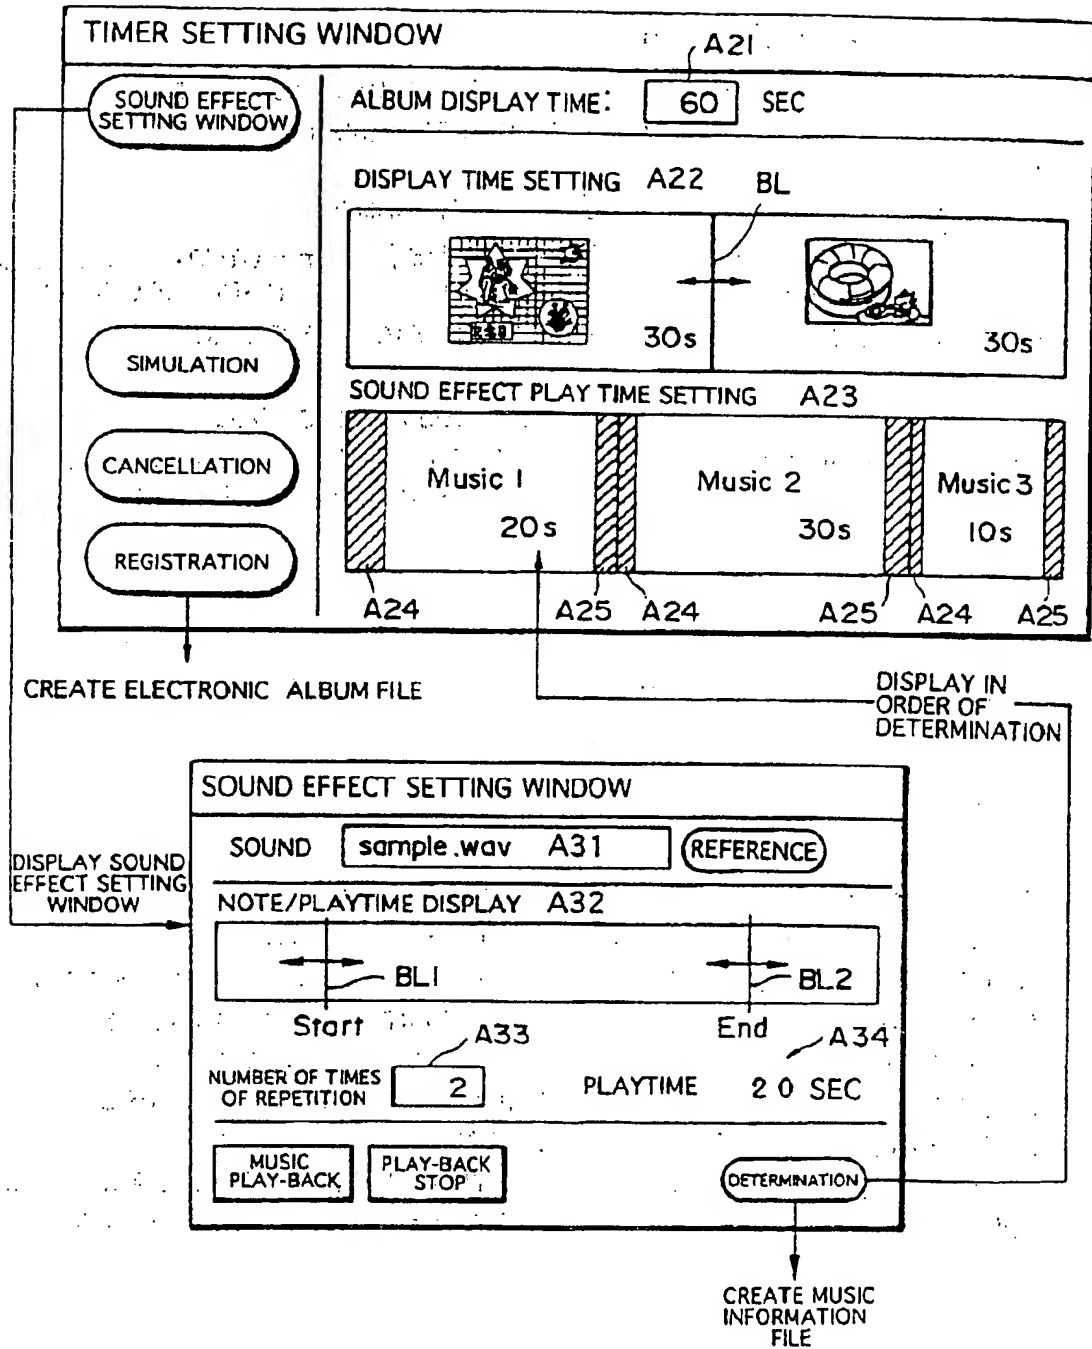 TIMER SETTING WINDOW
A21
SOUND EFFECT
SETTING WINDOW
ALBUM DISPLAY TIME:
60
SEC
DISPLAY TIME SETTING A22
BL
30s
30s
SIMULATION
SOUND EFFECT PLAY TIME SETTING A23
CANCELLATION
Music 1
20s
Music 2
30s
Music 3
10s
REGISTRATION
A24
A25
A24
A25
A24
A25
CREATE ELECTRONIC ALBUM FILE
DISPLAY IN
ORDER OF
DETERMINATION
SOUND EFFECT SETTING WINDOW
SOUND
sample.wav A31
REFERENCE
DISPLAY SOUND
EFFECT SETTING
WINDOW
NOTE/PLAYTIME DISPLAY A32
BL1
BL2
Start
End
A33
A34
NUMBER OF TIMES
OF REPETITION
2
PLAYTIME
20 SEC
MUSIC
PLAY-BACK
PLAY-BACK
STOP
DETERMINATION
CREATE MUSIC
INFORMATION
FILE